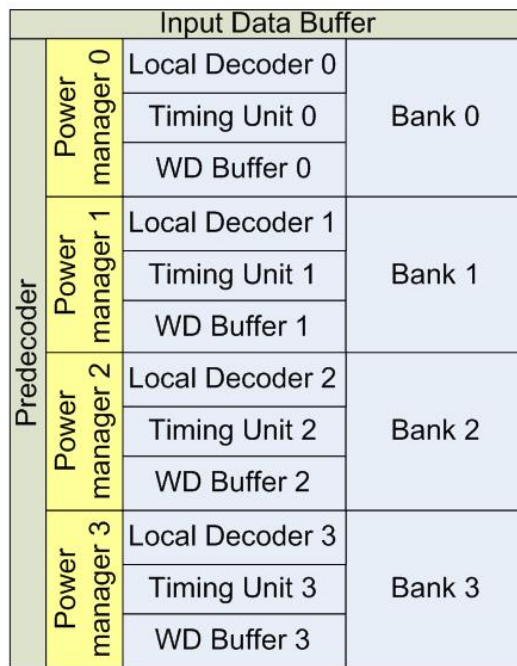 Input Data Buffer
Predecoder
Power
manager 0
Local Decoder 0
Timing Unit 0
WD Buffer 0
Bank 0
Power
manager 1
Local Decoder 1
Timing Unit 1
WD Buffer 1
Bank 1
Power
manager 2
Local Decoder 2
Timing Unit 2
WD Buffer 2
Bank 2
Power
manager 3
Local Decoder 3
Timing Unit 3
WD Buffer 3
Bank 3